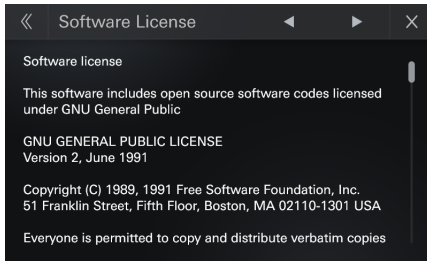 Software License
Software license
This software includes open source software codes licensed
under GNU General Public
GNU GENERAL PUBLIC LICENSE
Version 2, June 1991
Copyright (C) 1989, 1991 Free Software Foundation, Inc.
51 Franklin Street, Fifth Floor, Boston, MA 02110-1301 USA
Everyone is permitted to copy and distribute verbatim copies